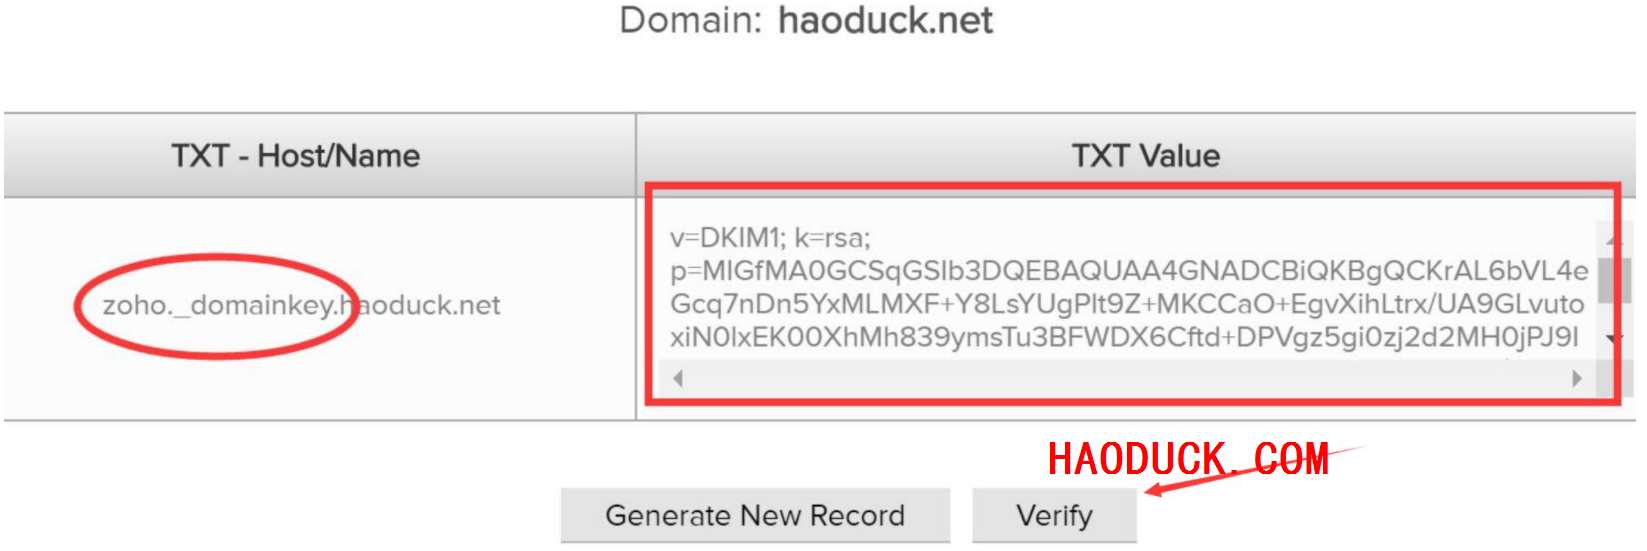 Domain: haoduck.net
TXT - Host/Name
TXT Value
zoho._domainkey.haoduck.net
v=DKIM1; k=rsa;
p=MIGfMA0GCSqGSIb3DQEBAQUAA4GNADCBiQKBgQCKrAL6bVL4e
Gcq7nDn5YxMLMXF+Y8LsYUgPlt9Z+MKCCaO+EgvXihLtrx/UA9GLvuto
xiN0lxEK00XhMh839ymsTu3BFWDX6Cftd+DPVgz5gi0zj2d2MH0jPJ9I
HAODUCK.COM
Generate New Record
Verify